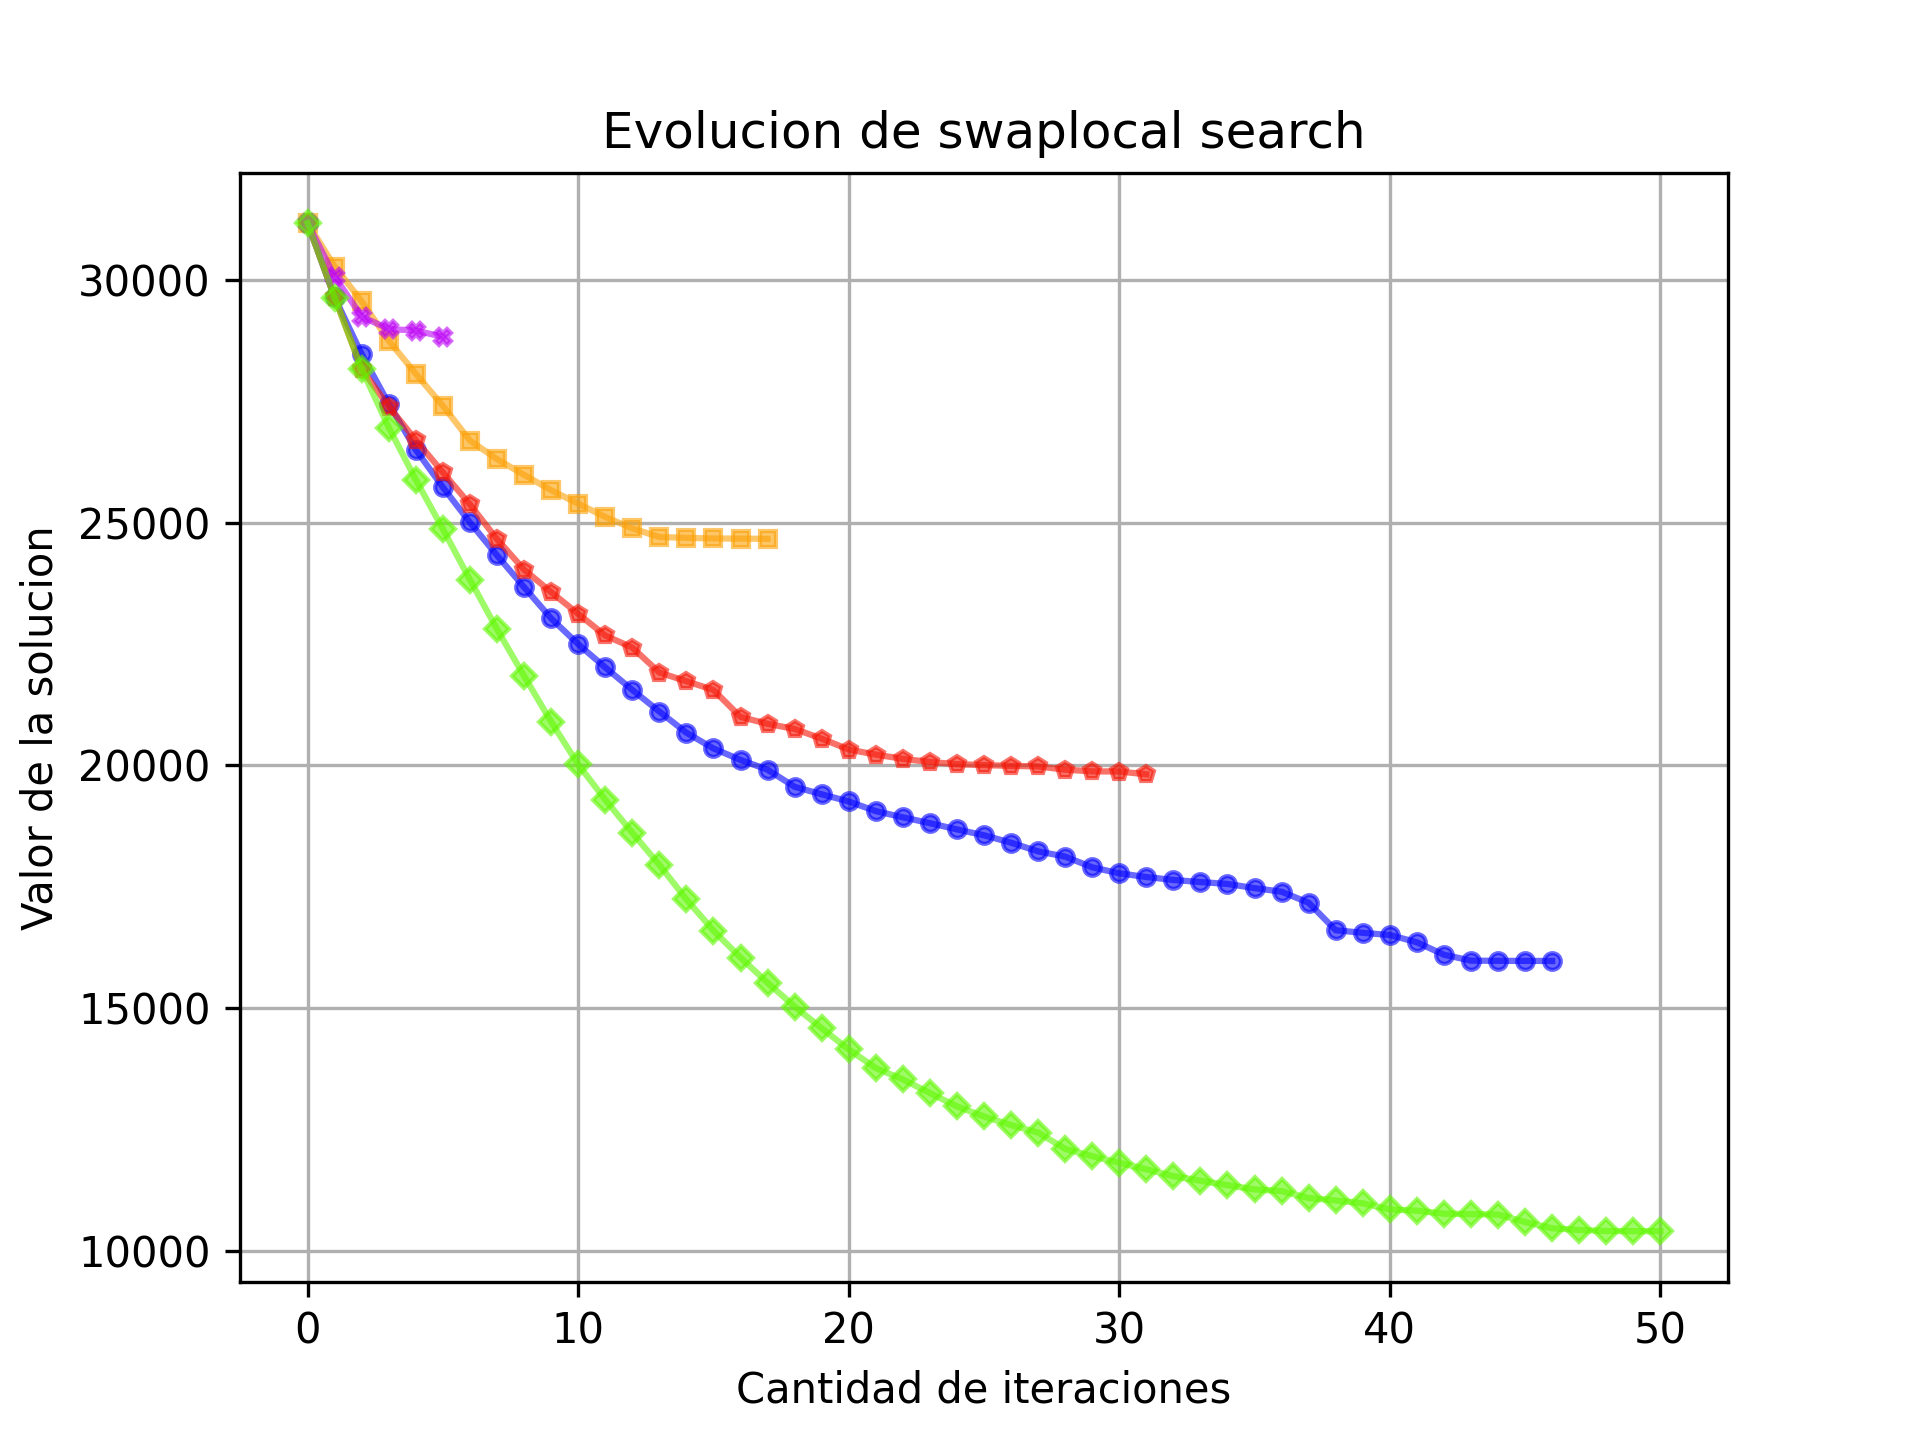 Evolucion de swaplocal search
Valor de la solucion
30000
25000
20000
15000
10000
0 10 20 30 40 50
Cantidad de iteraciones